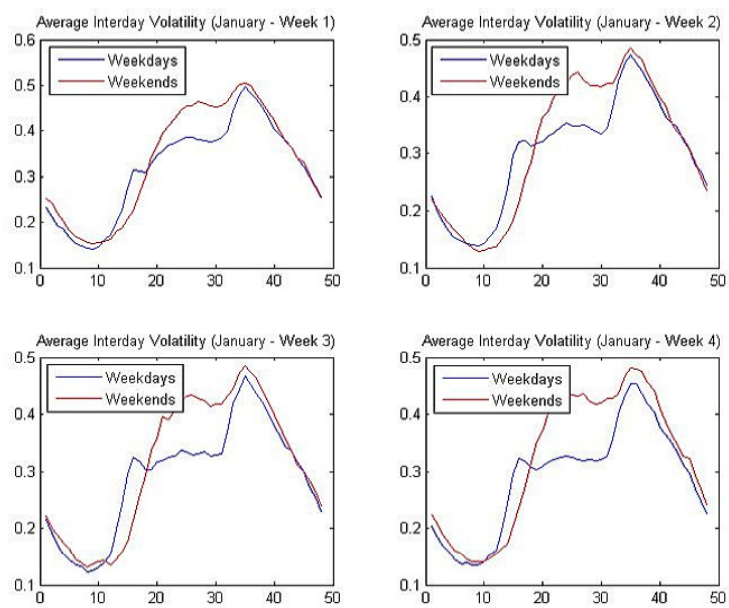 Average Interday Volatility (January - Week 1)
0.6
0.5
0.4
0.3
0.2
0.1
0 10 20 30 40 50
Weekdays
Weekends
Average Interday Volatility (January - Week 2)
0.5
0.4
0.3
0.2
0.1
0 10 20 30 40 50
Weekdays
Weekends
Average Interday Volatility (January - Week 3)
0.5
0.4
0.3
0.2
0.1
0 10 20 30 40 50
Weekdays
Weekends
Average Interday Volatility (January - Week 4)
0.5
0.4
0.3
0.2
0.1
0 10 20 30 40 50
Weekdays
Weekends